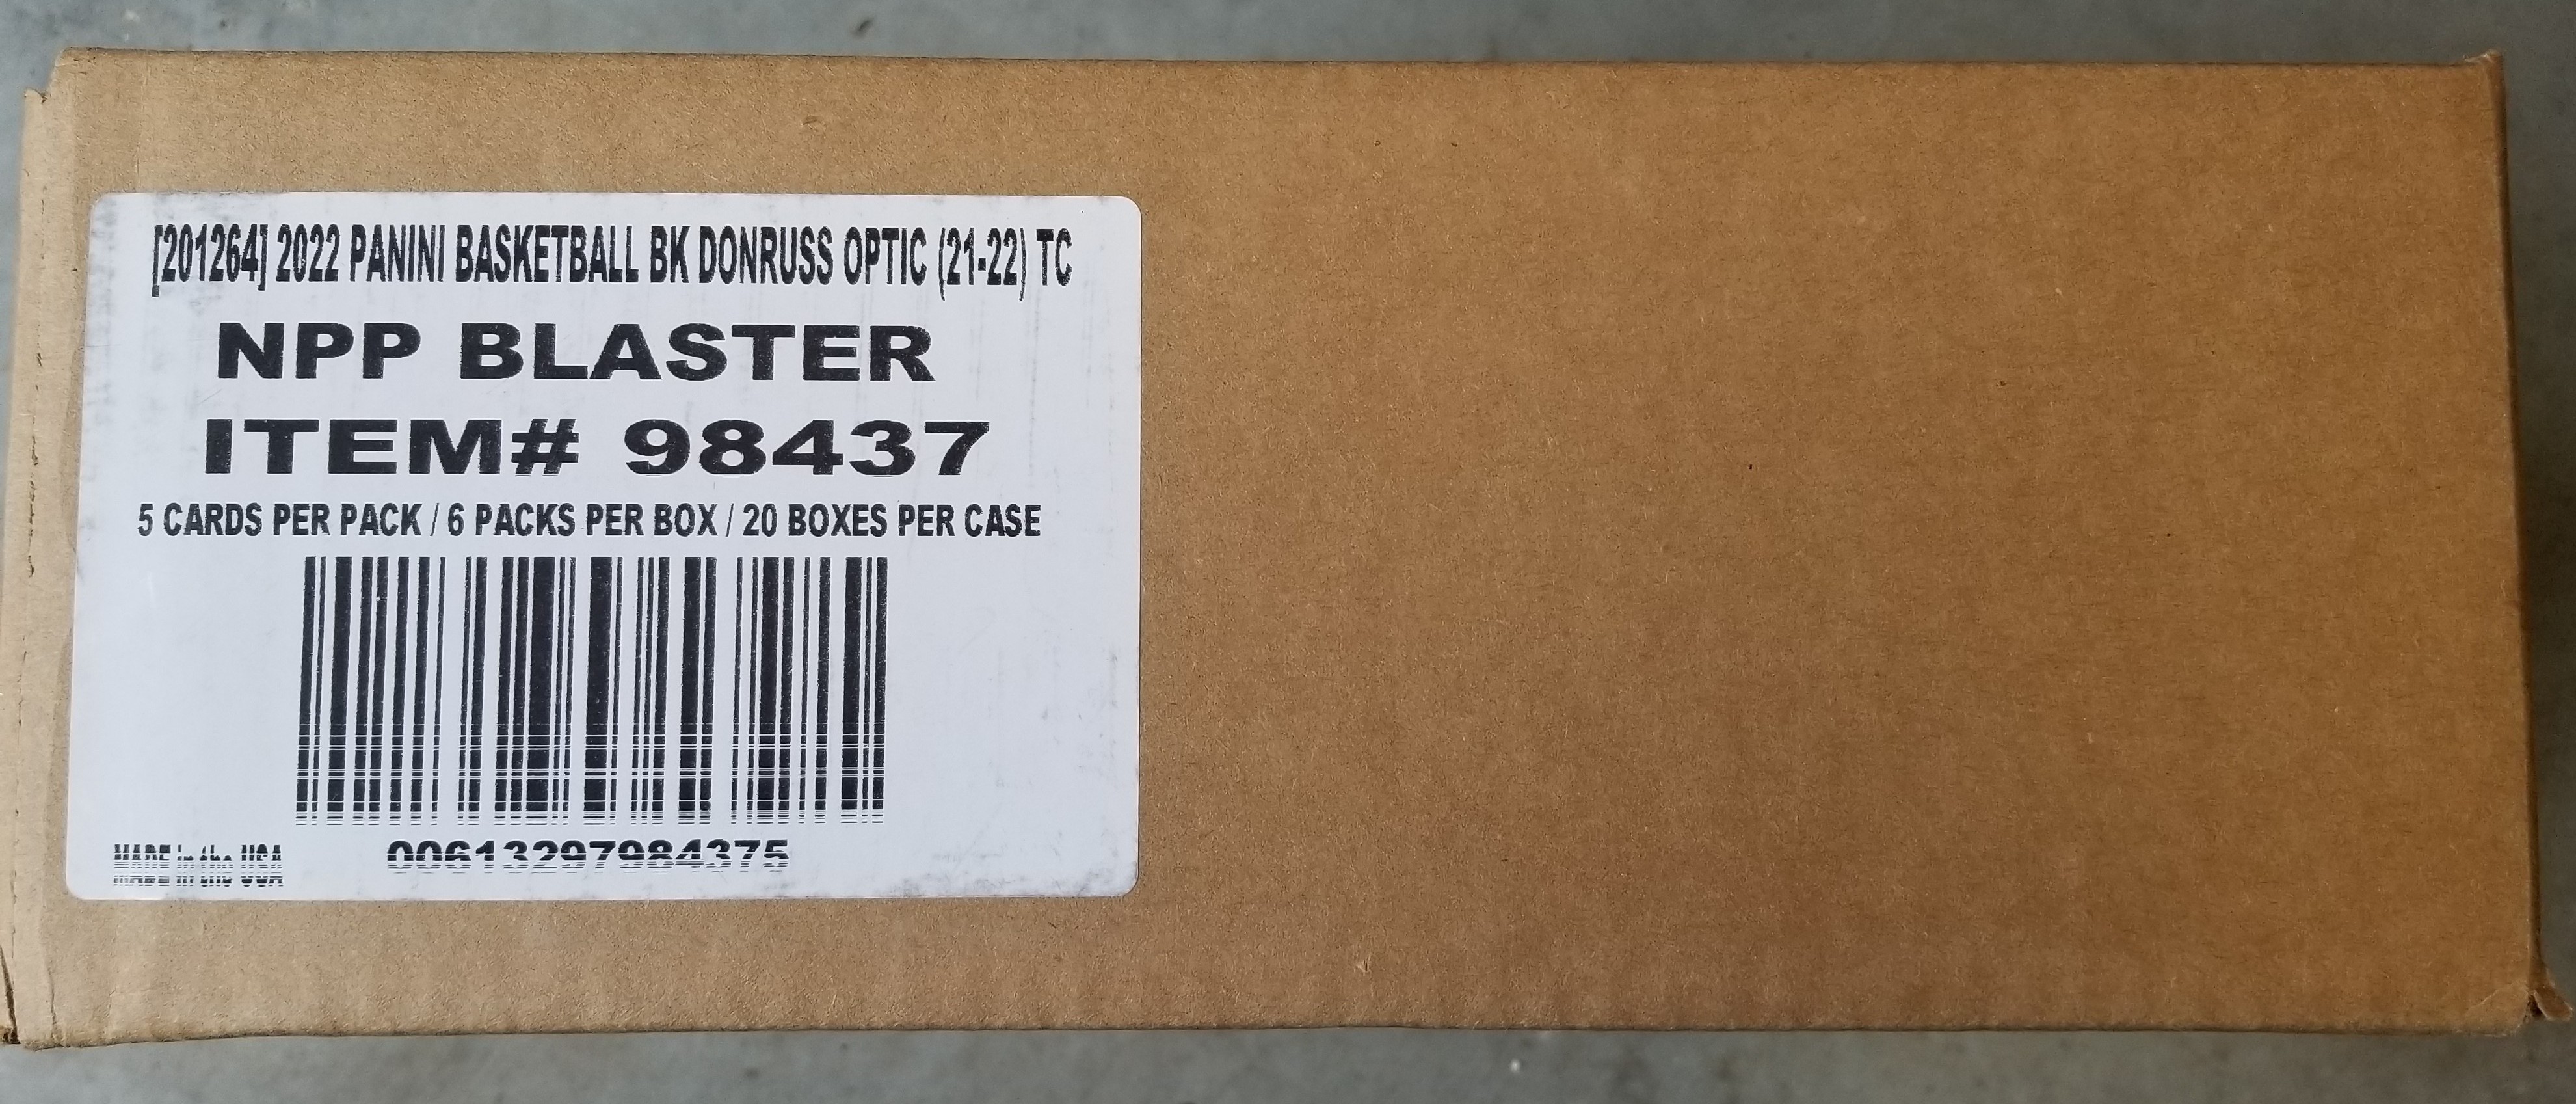 [201264] 2022 PANINI BASKETBALL BK DONRUSS OPTIC (21-22) TC
NPP BLASTER
ITEM# 98437
5 CARDS PER PACK / 6 PACKS PER BOX / 20 BOXES PER CASE
MADE in the USA
00613297984375